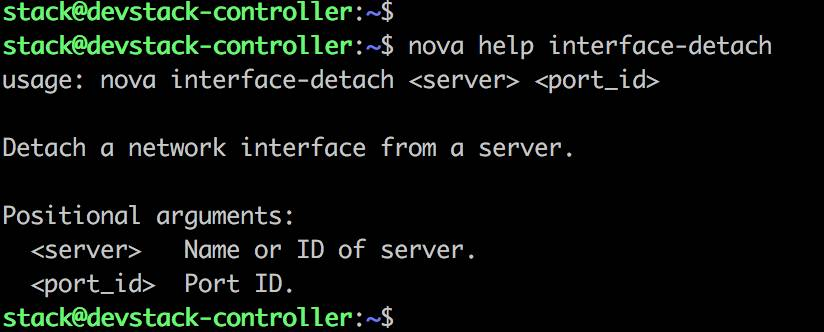 stack@devstack-controller:~$
stack@devstack-controller:~$ nova help interface-detach
usage: nova interface-detach <server> <port_id>
Detach a network interface from a server.
Positional arguments:
  <server>   Name or ID of server.
  <port_id>  Port ID.
stack@devstack-controller:~$